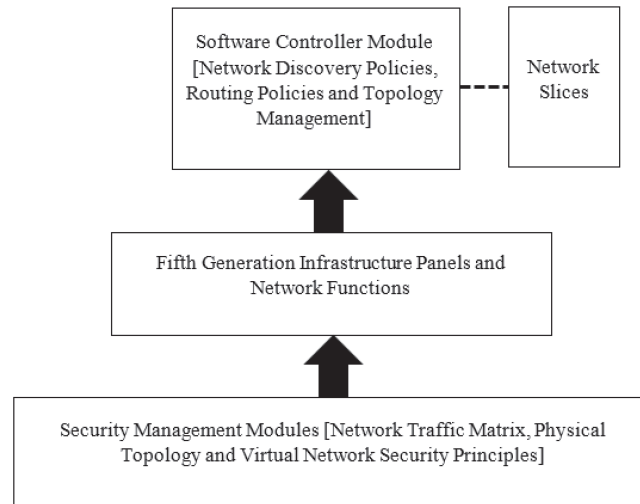 Software Controller Module
[Network Discovery Policies,
Routing Policies and Topology
Management]
Network
Slices
Fifth Generation Infrastructure Panels and
Network Functions
Security Management Modules [Network Traffic Matrix, Physical
Topology and Virtual Network Security Principles]